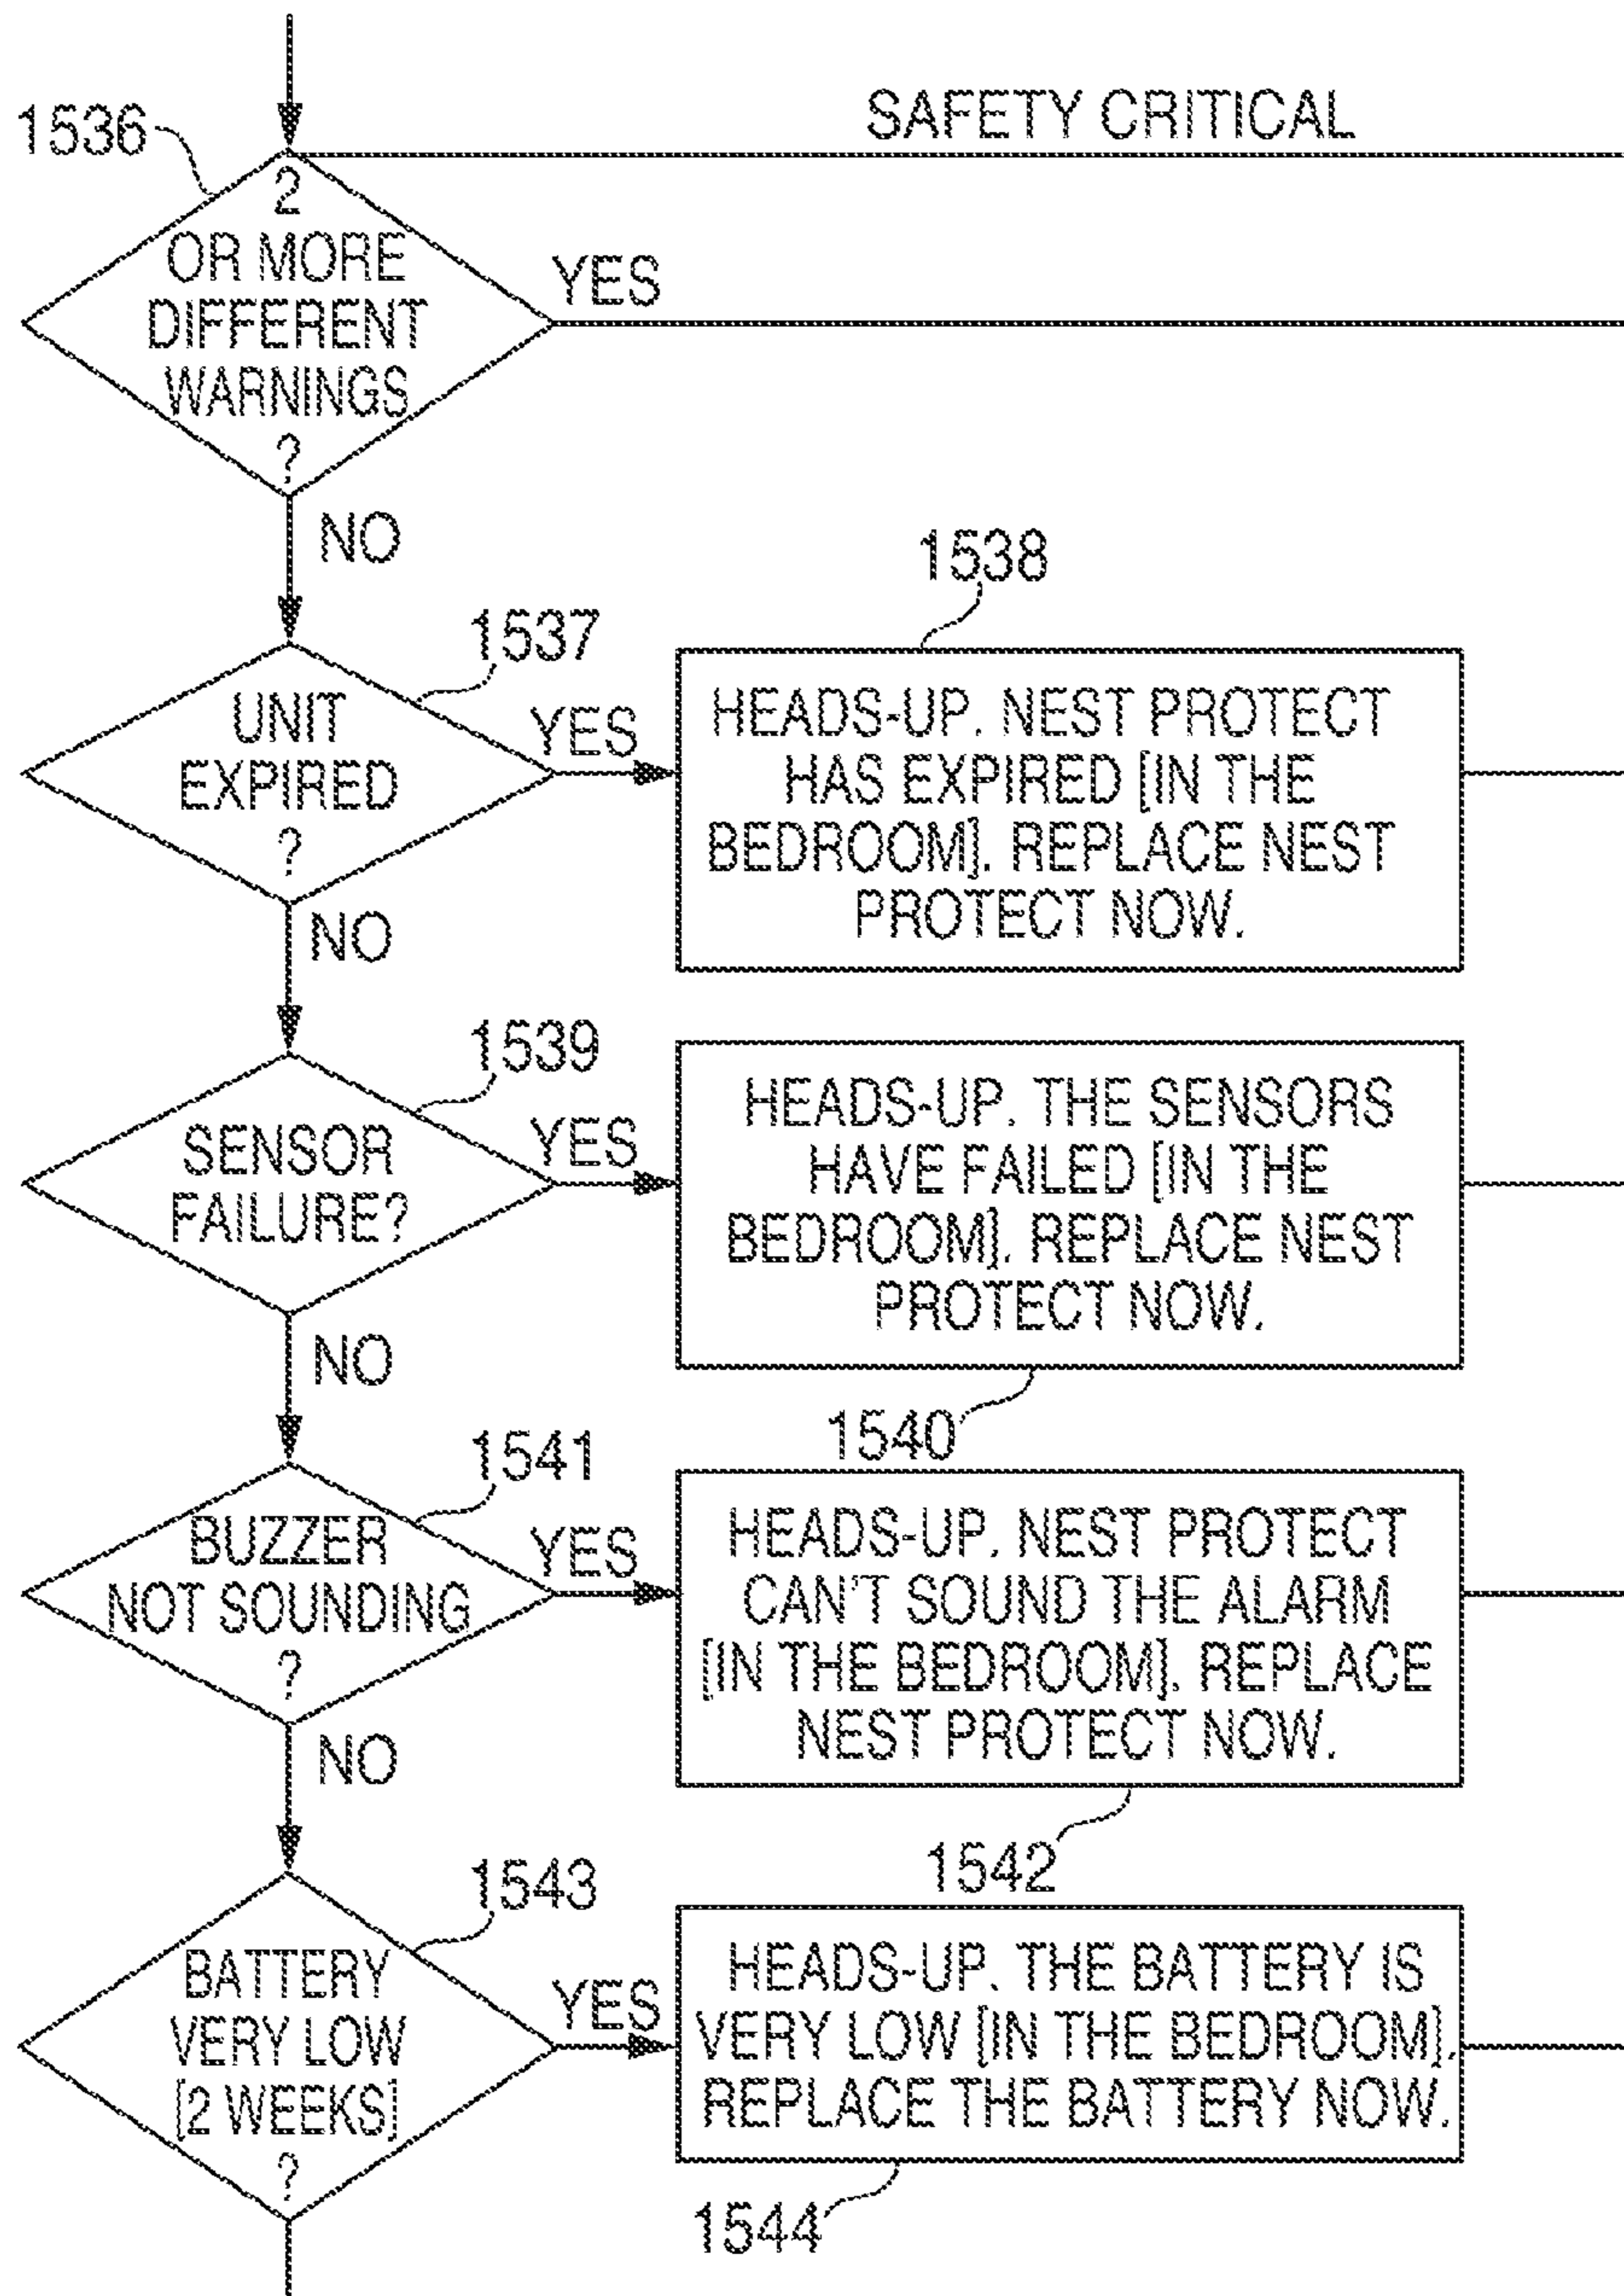 SAFETY CRITICAL
1536
2
OR MORE
DIFFERENT
WARNINGS
?
YES
NO
1537
UNIT
EXPIRED
?
YES
NO
1538
HEADS-UP. NEST PROTECT
HAS EXPIRED [IN THE
BEDROOM]. REPLACE NEST
PROTECT NOW.
1539
SENSOR
FAILURE?
YES
NO
HEADS-UP. THE SENSORS
HAVE FAILED [IN THE
BEDROOM]. REPLACE NEST
PROTECT NOW.
1540
1541
BUZZER
NOT SOUNDING
?
YES
NO
HEADS-UP. NEST PROTECT
CAN'T SOUND THE ALARM
[IN THE BEDROOM]. REPLACE
NEST PROTECT NOW.
1542
1543
BATTERY
VERY LOW
[2 WEEKS]
?
YES
HEADS-UP. THE BATTERY IS
VERY LOW [IN THE BEDROOM].
REPLACE THE BATTERY NOW.
1544